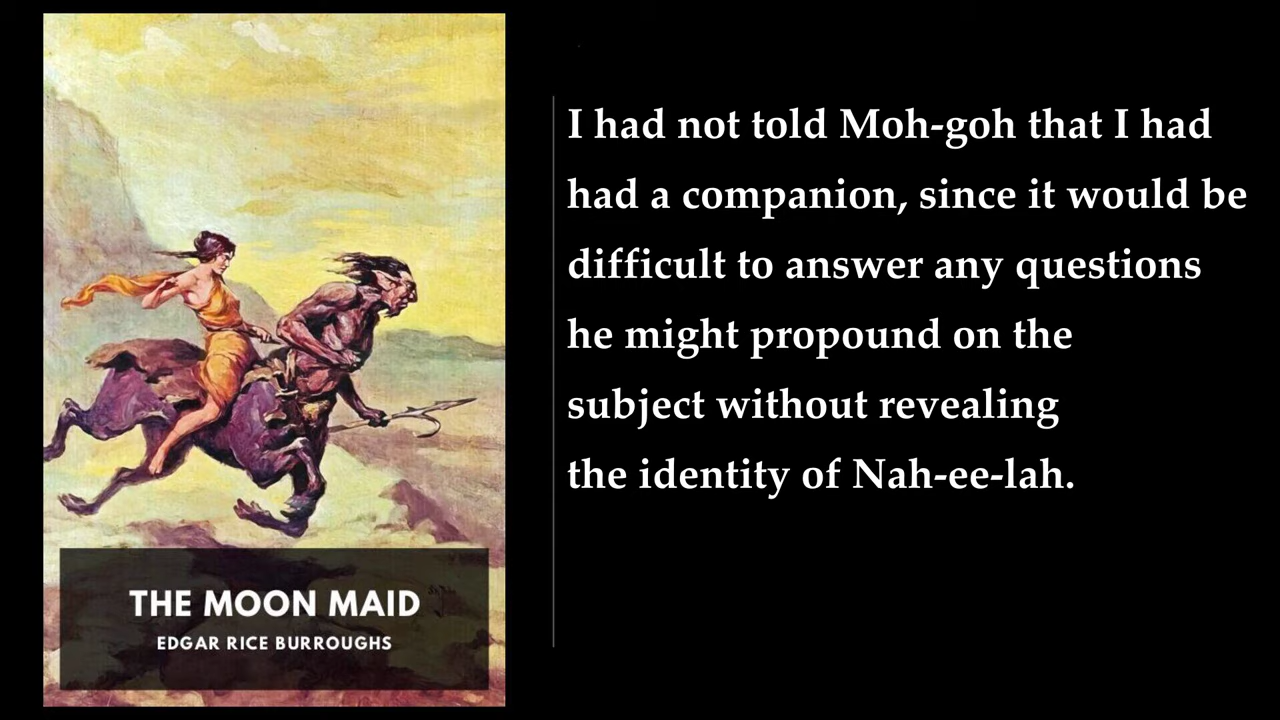 THE MOON MAID
EDGAR RICE BURROUGHS
I had not told Moh-goh that I had
had a companion, since it would be
difficult to answer any questions
he might propound on the
subject without revealing
the identity of Nah-ee-lah.